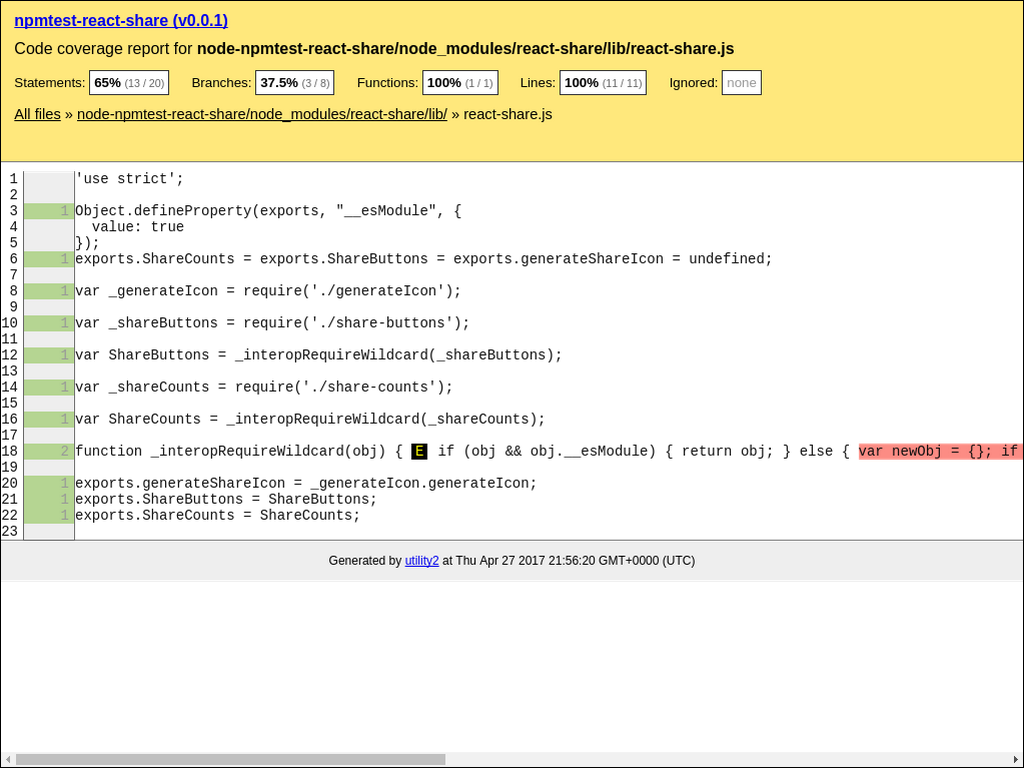 npmtest-react-share (v0.0.1)
Code coverage report for node-npmtest-react-share/node_modules/react-share/lib/react-share.js
Statements: 65% (13 / 20) Branches: 37.5% (3 / 8) Functions: 100% (1 / 1) Lines: 100% (11 / 11) Ignored: none
All files » node-npmtest-react-share/node_modules/react-share/lib/ » react-share.js
1 'use strict';
2
3 1 Object.defineProperty(exports, "__esModule", {
4 value: true
5 });
6 1 exports.ShareCounts = exports.ShareButtons = exports.generateShareIcon = undefined;
7
8 1 var _generateIcon = require('./generateIcon');
9
10 1 var _shareButtons = require('./share-buttons');
11
12 1 var ShareButtons = _interopRequireWildcard(_shareButtons);
13
14 1 var _shareCounts = require('./share-counts');
15
16 1 var ShareCounts = _interopRequireWildcard(_shareCounts);
17
18 2 function _interopRequireWildcard(obj) { E if (obj && obj.__esModule) { return obj; } else { var newObj = {}; if
19
20 1 exports.generateShareIcon = _generateIcon.generateIcon;
21 1 exports.ShareButtons = ShareButtons;
22 1 exports.ShareCounts = ShareCounts;
23
Generated by utility2 at Thu Apr 27 2017 21:56:20 GMT+0000 (UTC)